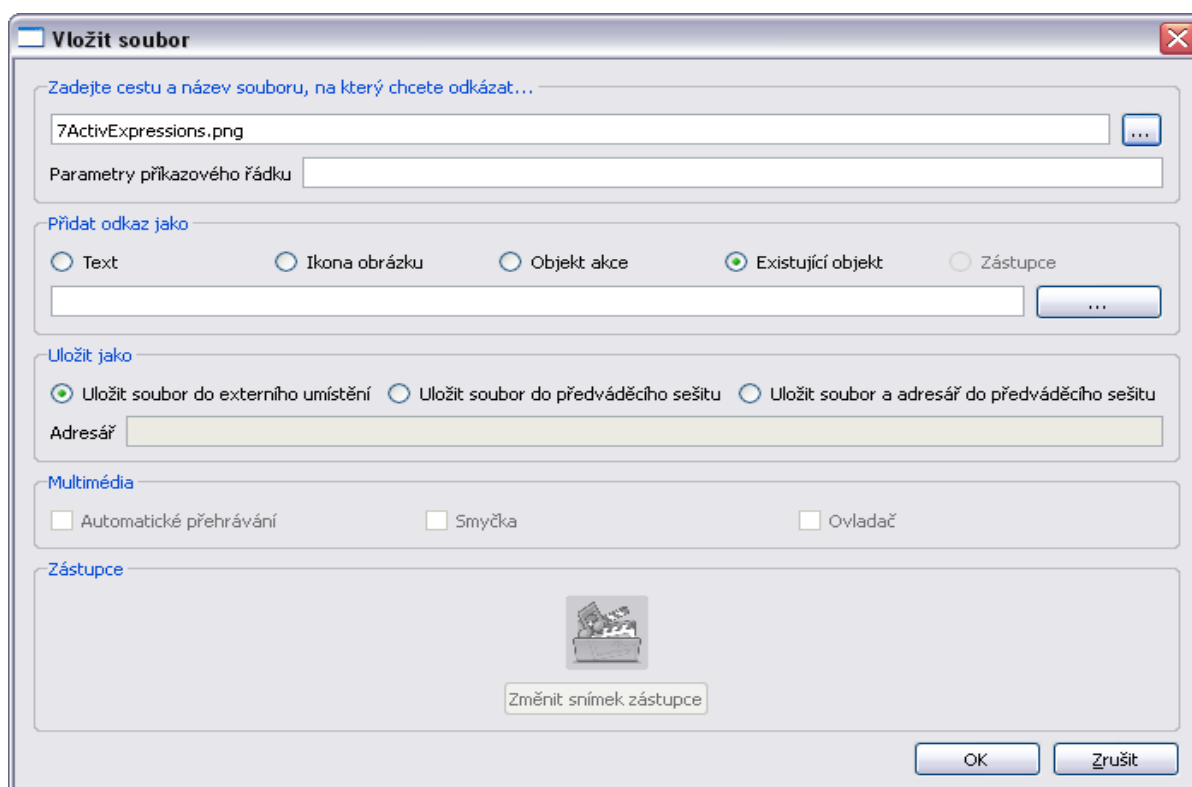 Vložit soubor
Zadejte cestu a název souboru, na který chcete odkázat...
7ActivExpressions.png
...
Parametry příkazového řádku
Přidat odkaz jako
Text Ikona obrázku Objekt akce Existující objekt Zástupce
...
Uložit jako
Uložit soubor do externího umístění Uložit soubor do předváděcího sešitu Uložit soubor a adresář do předváděcího sešitu
Adresář
Multimédia
Automatické přehrávání Smyčka Ovladač
Zástupce
Změnit snímek zástupce
OK Zrušit